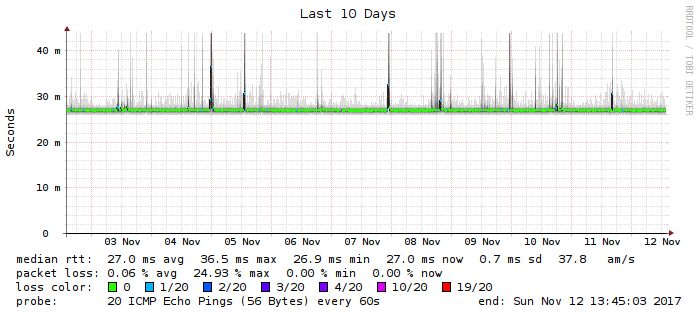 Last 10 Days
RRDTOOL / TOBI OETIKER
Seconds
40 m
30 m
20 m
10 m
0
03 Nov 04 Nov 05 Nov 06 Nov 07 Nov 08 Nov 09 Nov 10 Nov 11 Nov 12 Nov
median rtt: 27.0 ms avg 36.5 ms max 26.9 ms min 27.0 ms now 0.7 ms sd 37.8 am/s
packet loss: 0.06 % avg 24.93 % max 0.00 % min 0.00 % now
loss color: 0 1/20 2/20 3/20 4/20 10/20 19/20
probe: 20 ICMP Echo Pings (56 Bytes) every 60s end: Sun Nov 12 13:45:03 2017